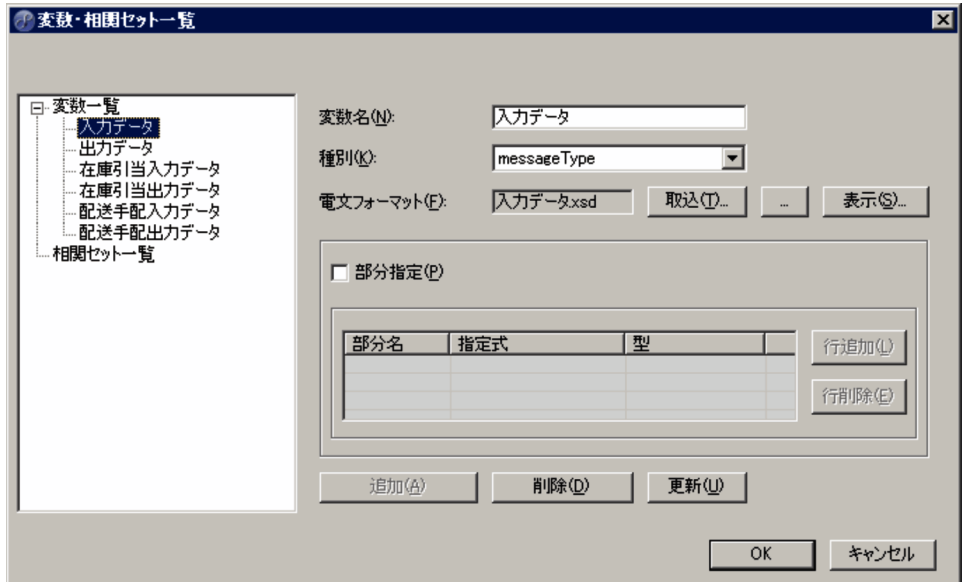 変数・相関セット一覧
変数一覧
入力データ
出力データ
在庫引当入力データ
在庫引当出力データ
配送手配入力データ
配送手配出力データ
相関セット一覧
変数名(N): 入力データ
種別(K): messageType
電文フォーマット(F): 入力データ.xsd 取込(T)... ... 表示(S)...
部分指定(P)
部分名 指定式 型
行追加(L)
行削除(E)
追加(A) 削除(D) 更新(U)
OK キャンセル